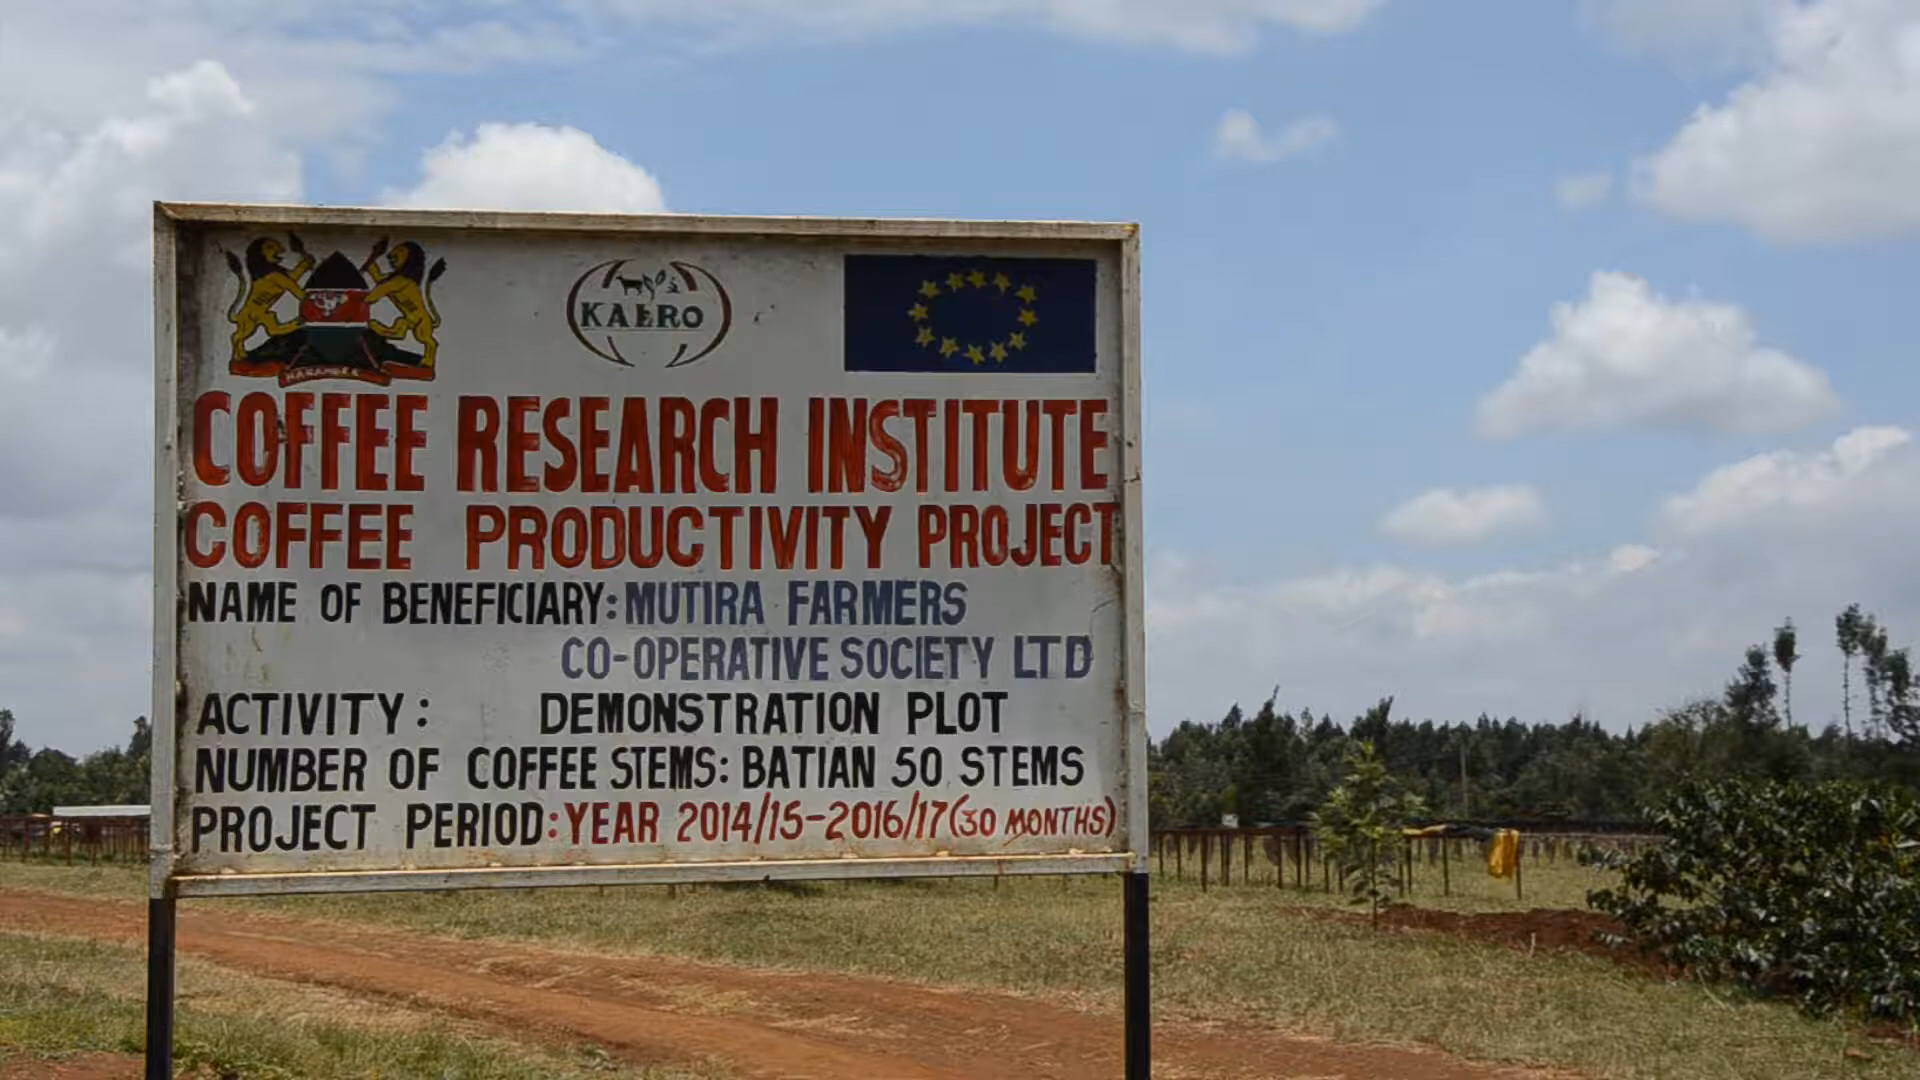 HARAMBEE
KALRO
COFFEE RESEARCH INSTITUTE
COFFEE PRODUCTIVITY PROJECT
NAME OF BENEFICIARY: MUTIRA FARMERS
CO-OPERATIVE SOCIETY LTD
ACTIVITY: DEMONSTRATION PLOT
NUMBER OF COFFEE STEMS: BATIAN 50 STEMS
PROJECT PERIOD: YEAR 2014/15-2016/17 (30 MONTHS)